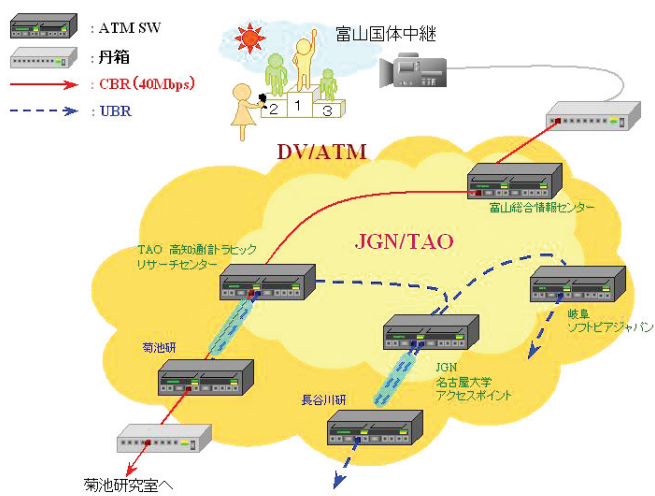 : ATM SW
: 丹箱
: CBR(40Mbps)
: UBR
富山国体中継
2 1 3
DV/ATM
富山総合情報センター
JGN/TAO
TAO 高知通信トラヒック
リサーチセンター
岐阜
ソフトピアジャパン
菊池研
JGN
名古屋大学
アクセスポイント
長谷川研
菊池研究室へ